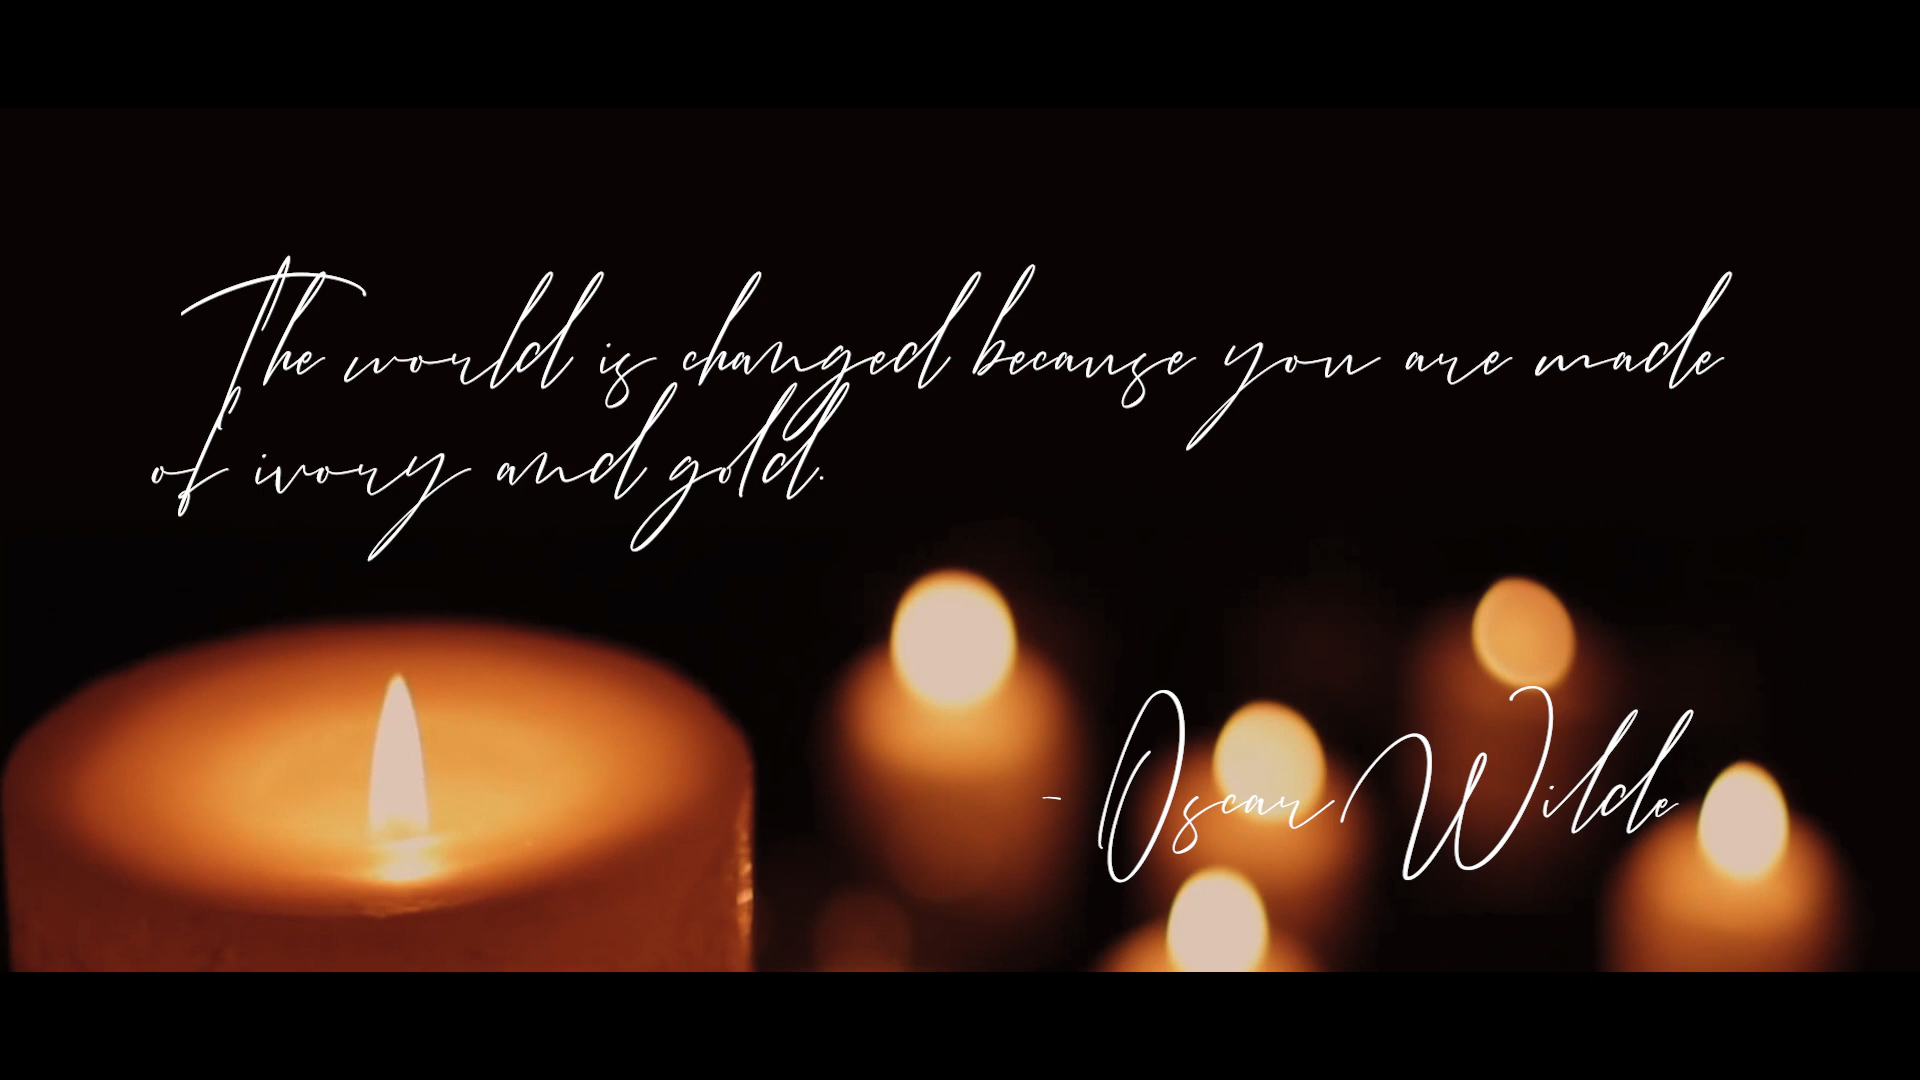 The world is changed because you are made
of ivory and gold.
- Oscar Wilde